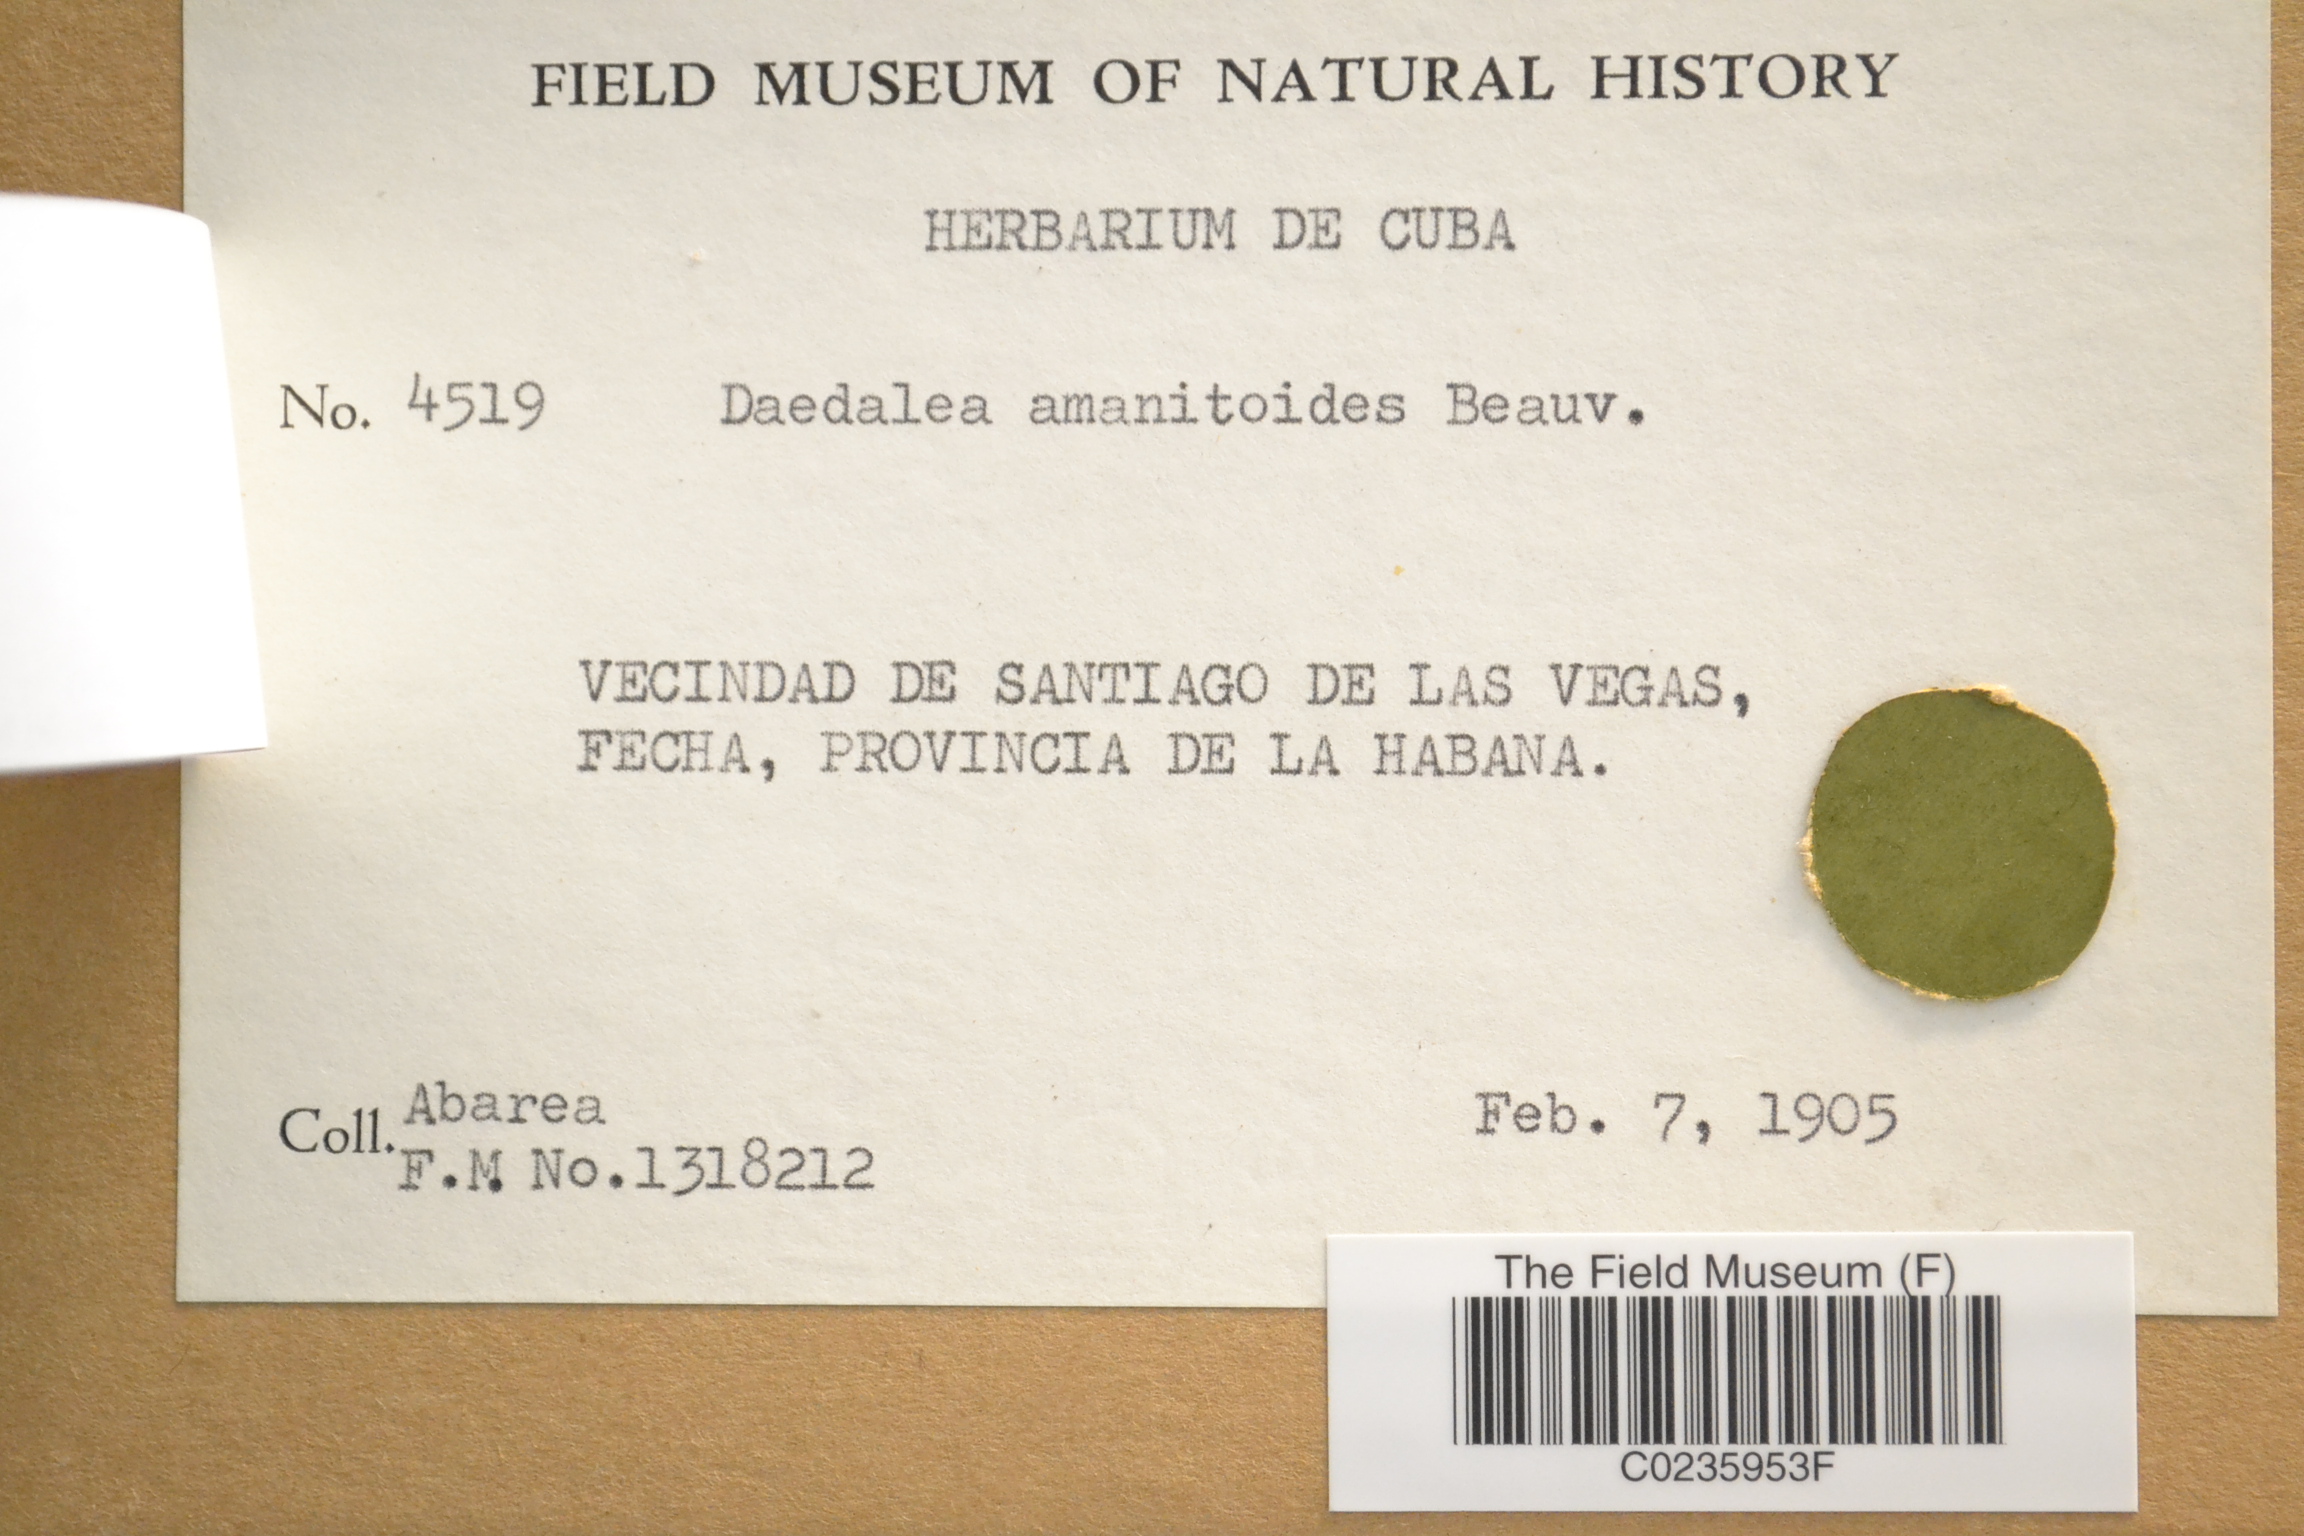 FIELD MUSEUM OF NATURAL HISTORY
HERBARIUM DE CUBA
No. 4519 Daedalea amanitoides Beauv.
VECINDAD DE SANTIAGO DE LAS VEGAS,
FECHA, PROVINCIA DE LA HABANA.
Coll. Abarea Feb. 7, 1905
F.M. No.1318212
The Field Museum (F)
C0235953F